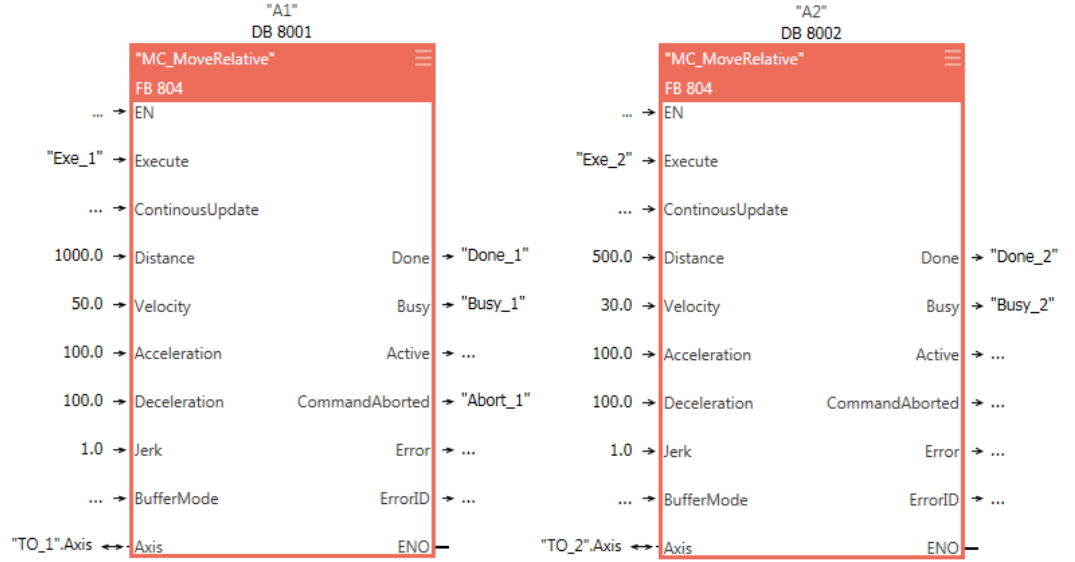 "A1"
DB 8001
"MC_MoveRelative"
FB 804
... EN
"Exe_1" Execute
... ContinousUpdate
1000.0 Distance Done "Done_1"
50.0 Velocity Busy "Busy_1"
100.0 Acceleration Active ...
100.0 Deceleration CommandAborted "Abort_1"
1.0 Jerk Error ...
... BufferMode ErrorID ...
"TO_1".Axis Axis ENO
"A2"
DB 8002
"MC_MoveRelative"
FB 804
... EN
"Exe_2" Execute
... ContinousUpdate
500.0 Distance Done "Done_2"
30.0 Velocity Busy "Busy_2"
100.0 Acceleration Active ...
100.0 Deceleration CommandAborted ...
1.0 Jerk Error ...
... BufferMode ErrorID ...
"TO_2".Axis Axis ENO